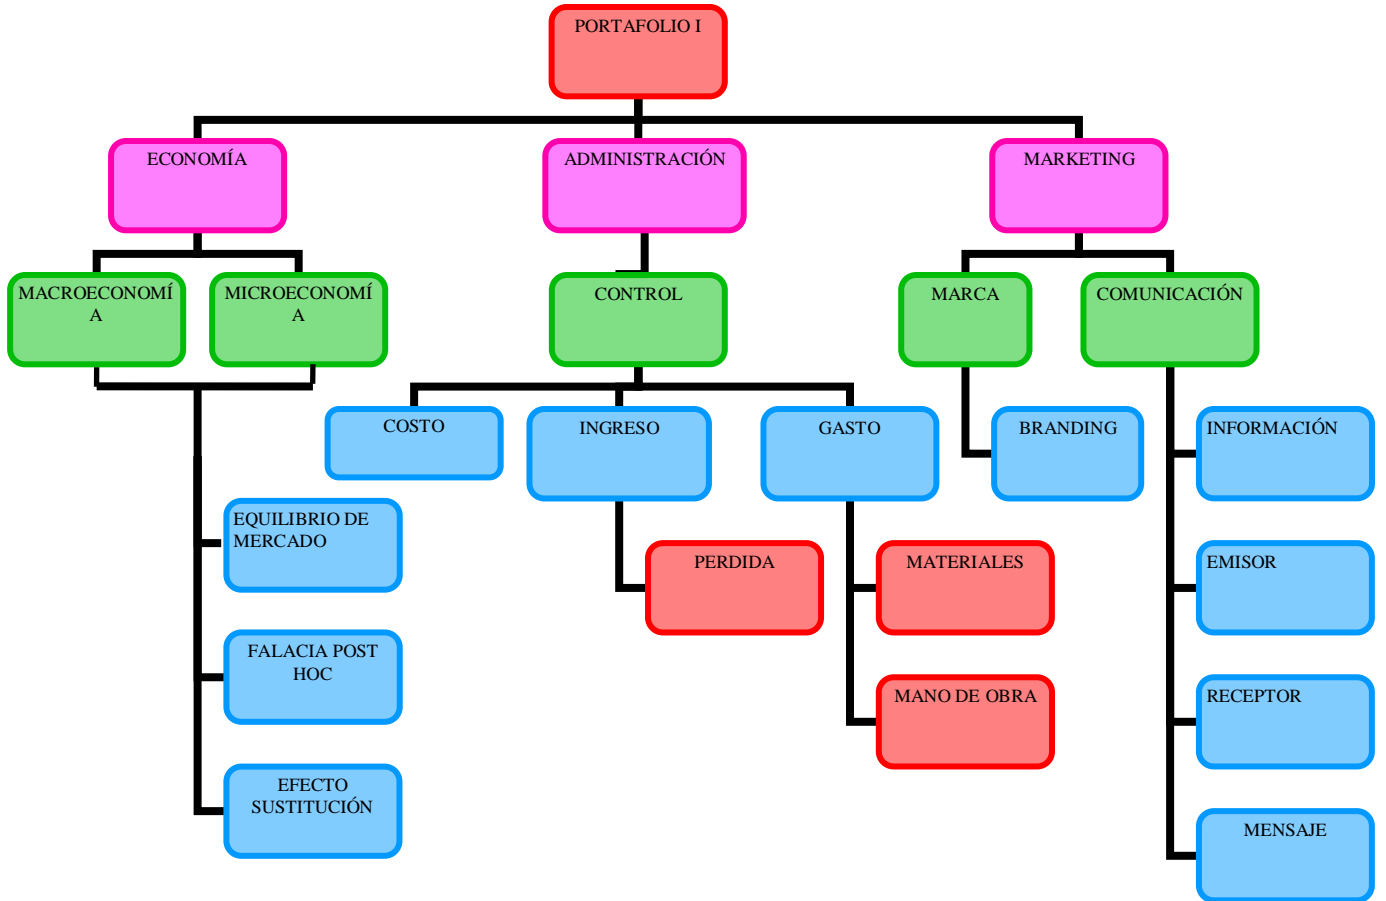 PORTAFOLIO I
ECONOMÍA
ADMINISTRACIÓN
MARKETING
MACROECONOMÍ
A
MICROECONOMÍ
A
CONTROL
MARCA
COMUNICACIÓN
COSTO
INGRESO
GASTO
BRANDING
INFORMACIÓN
EQUILIBRIO DE
MERCADO
PERDIDA
MATERIALES
EMISOR
FALACIA POST
HOC
MANO DE OBRA
RECEPTOR
EFECTO
SUSTITUCIÓN
MENSAJE